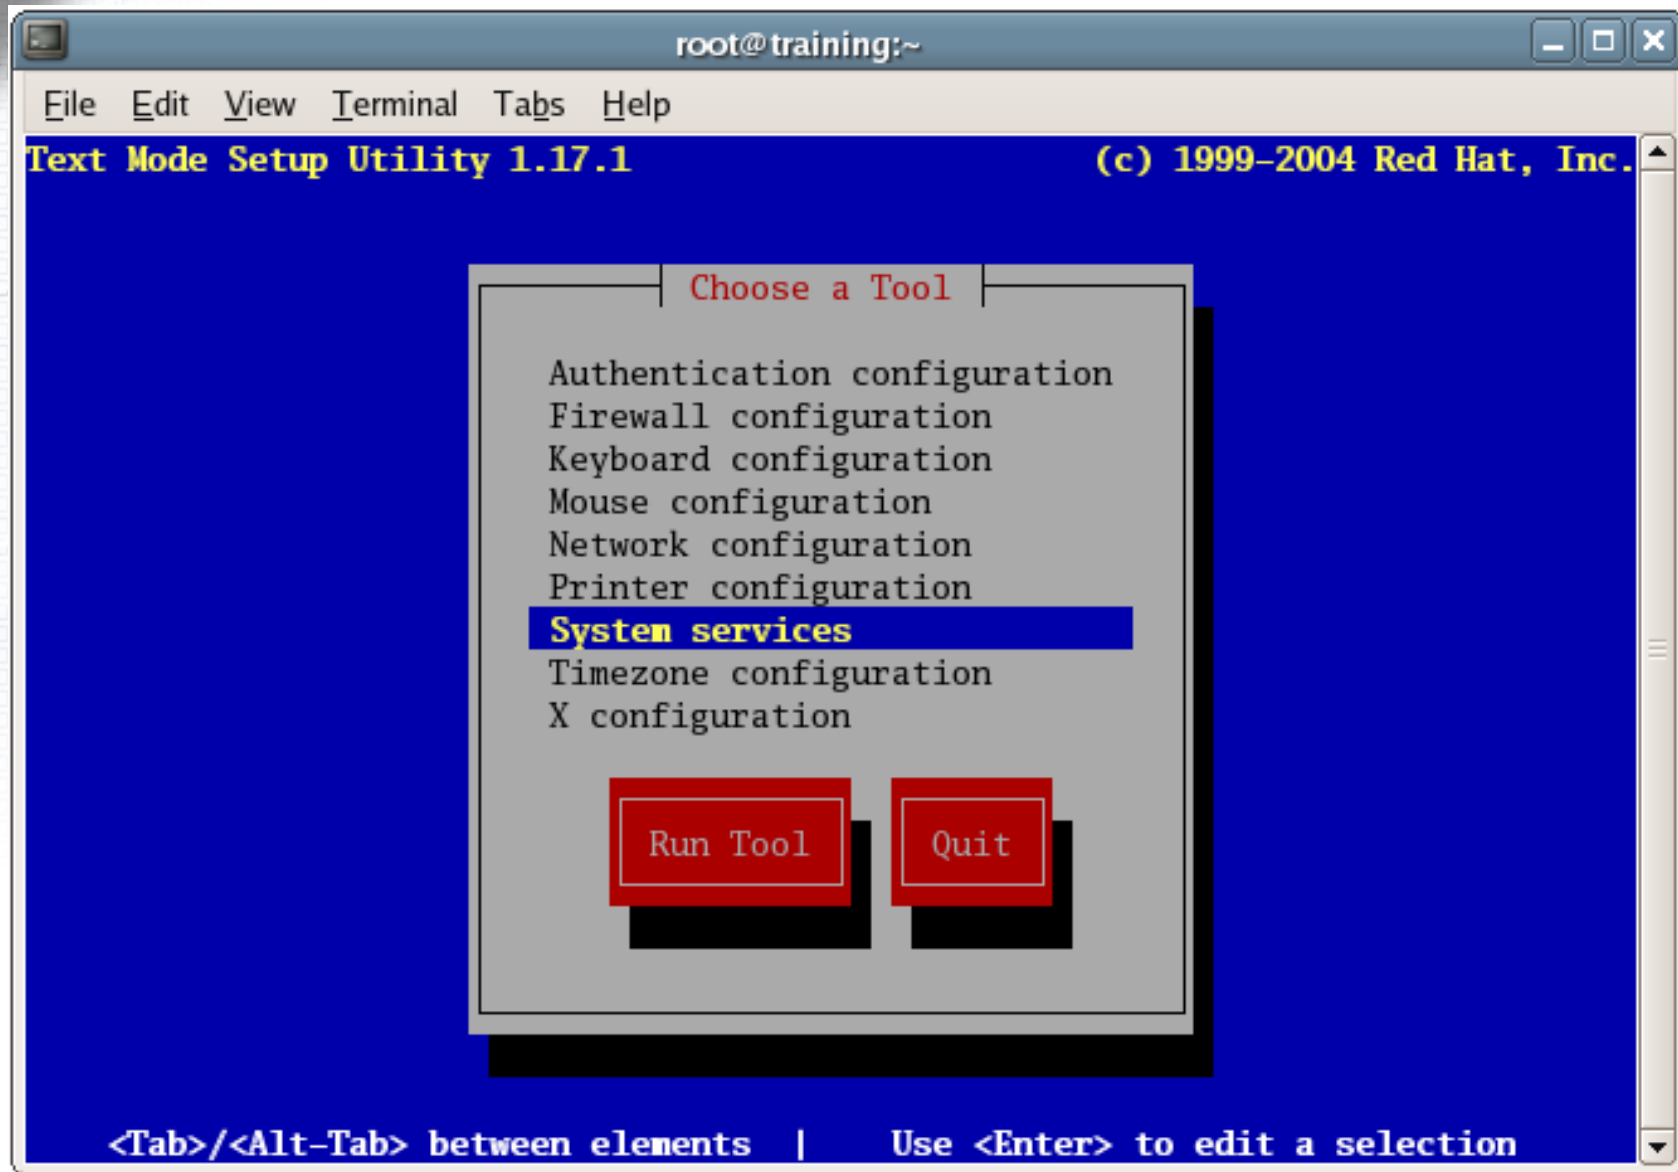 root@training:~
File Edit View Terminal Tabs Help
Text Mode Setup Utility 1.17.1 (c) 1999-2004 Red Hat, Inc.
Choose a Tool
Authentication configuration
Firewall configuration
Keyboard configuration
Mouse configuration
Network configuration
Printer configuration
System services
Timezone configuration
X configuration
Run Tool Quit
<Tab>/<Alt-Tab> between elements | Use <Enter> to edit a selection